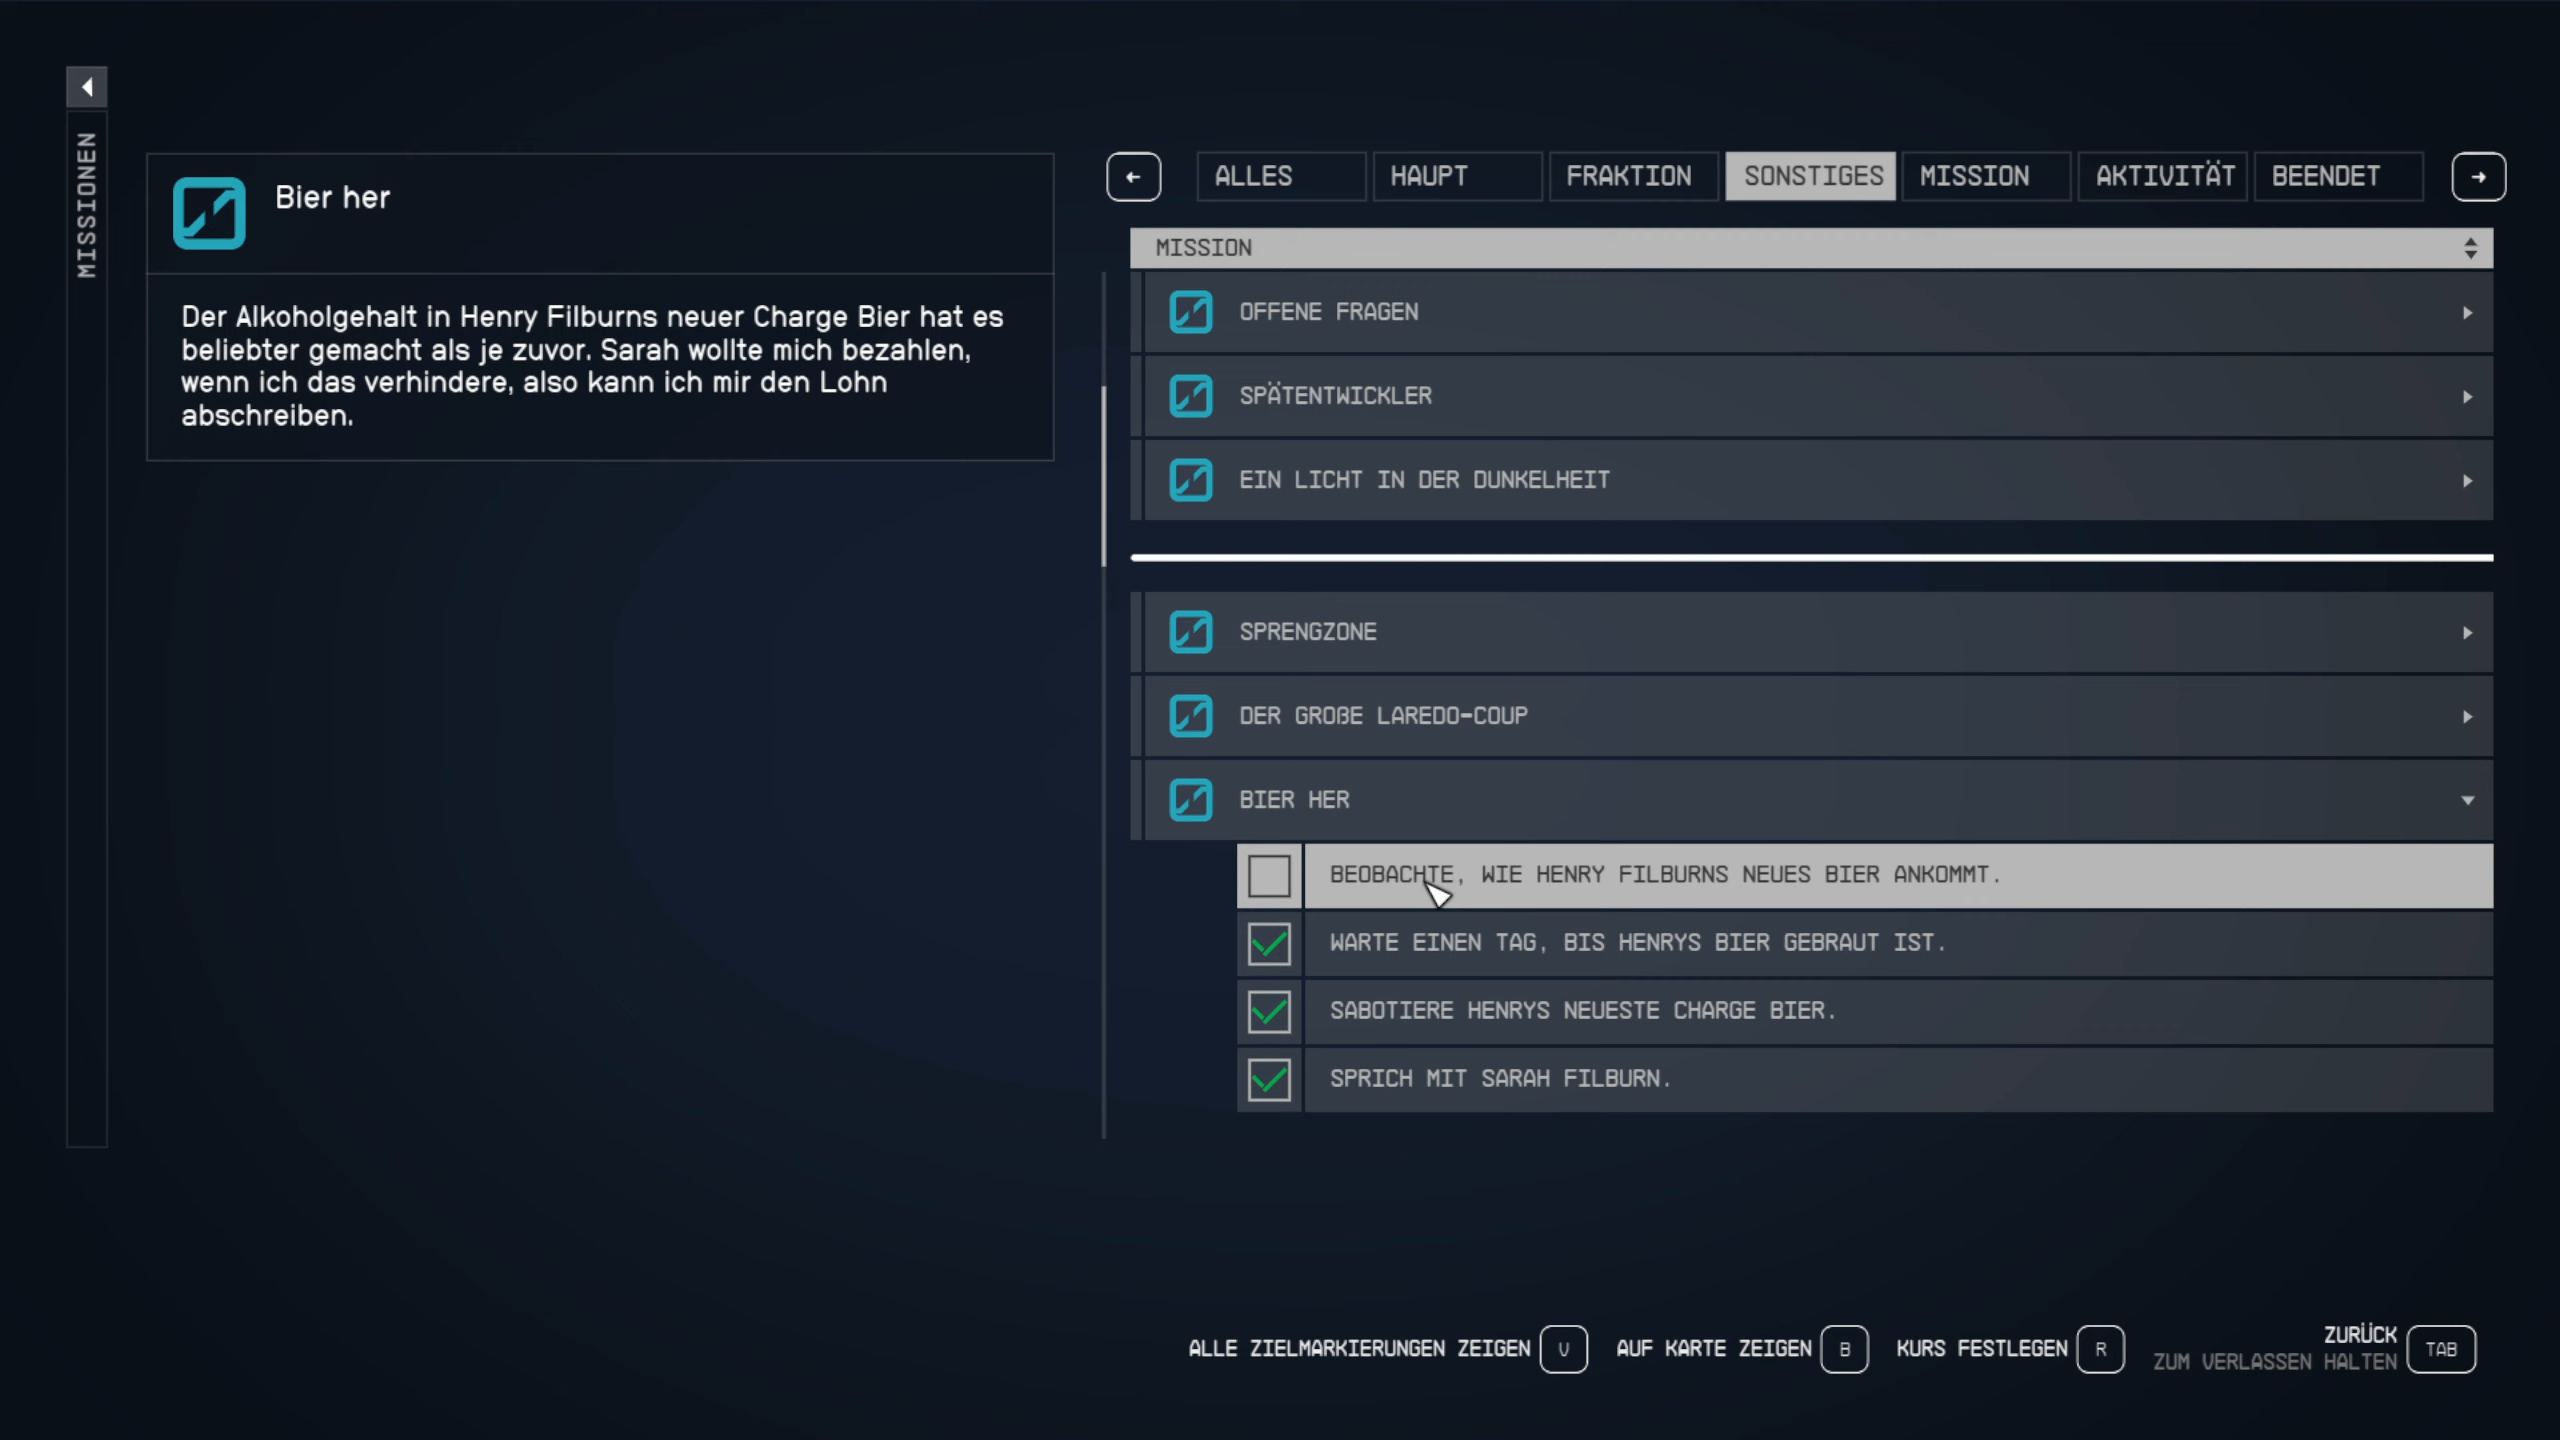 MISSIONEN
Bier her
Der Alkoholgehalt in Henry Filburns neuer Charge Bier hat es
beliebter gemacht als je zuvor. Sarah wollte mich bezahlen,
wenn ich das verhindere, also kann ich mir den Lohn
abschreiben.
ALLES HAUPT FRAKTION SONSTIGES MISSION AKTIVITÄT BEENDET
MISSION
OFFENE FRAGEN
SPÄTENTWICKLER
EIN LICHT IN DER DUNKELHEIT
SPRENGZONE
DER GROßE LAREDO-COUP
BIER HER
BEOBACHTE, WIE HENRY FILBURNS NEUES BIER ANKOMMT.
WARTE EINEN TAG, BIS HENRYS BIER GEBRAUT IST.
SABOTIERE HENRYS NEUESTE CHARGE BIER.
SPRICH MIT SARAH FILBURN.
ALLE ZIELMARKIERUNGEN ZEIGEN V AUF KARTE ZEIGEN B KURS FESTLEGEN R ZURÜCK TAB
ZUM VERLASSEN HALTEN